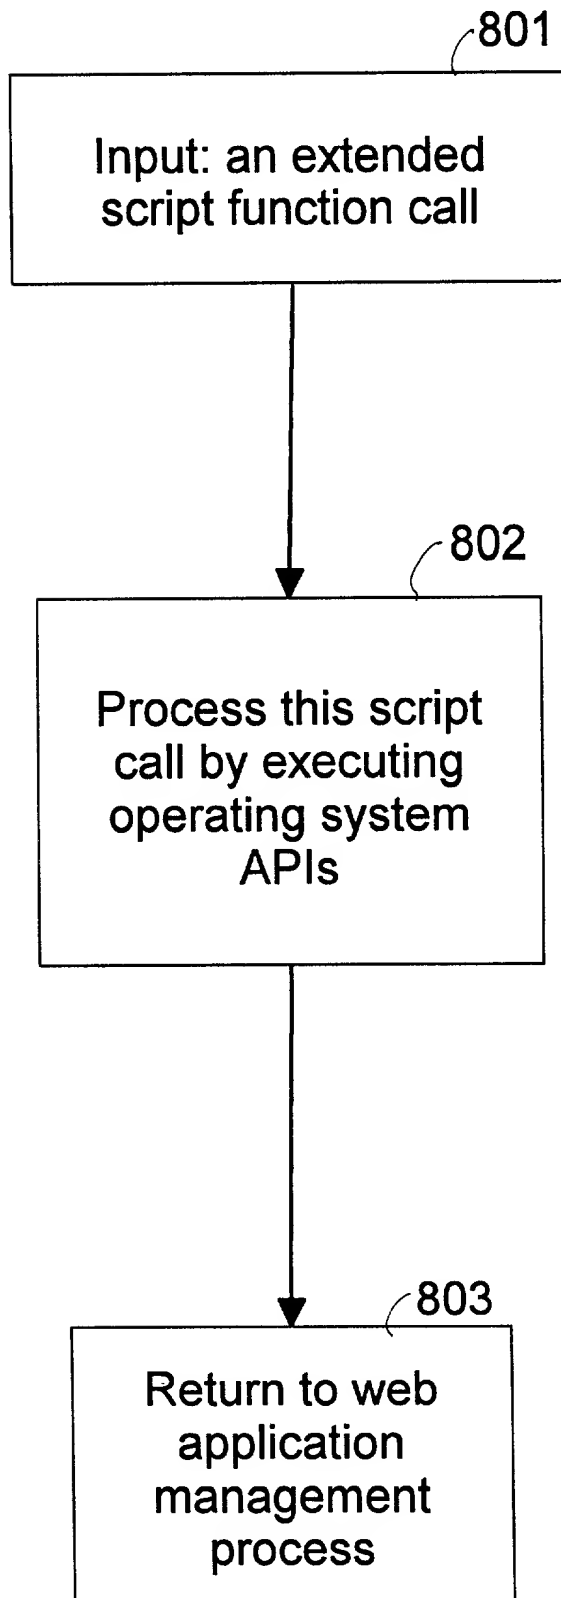 801
Input: an extended
script function call
802
Process this script
call by executing
operating system
APIs
803
Return to web
application
management
process